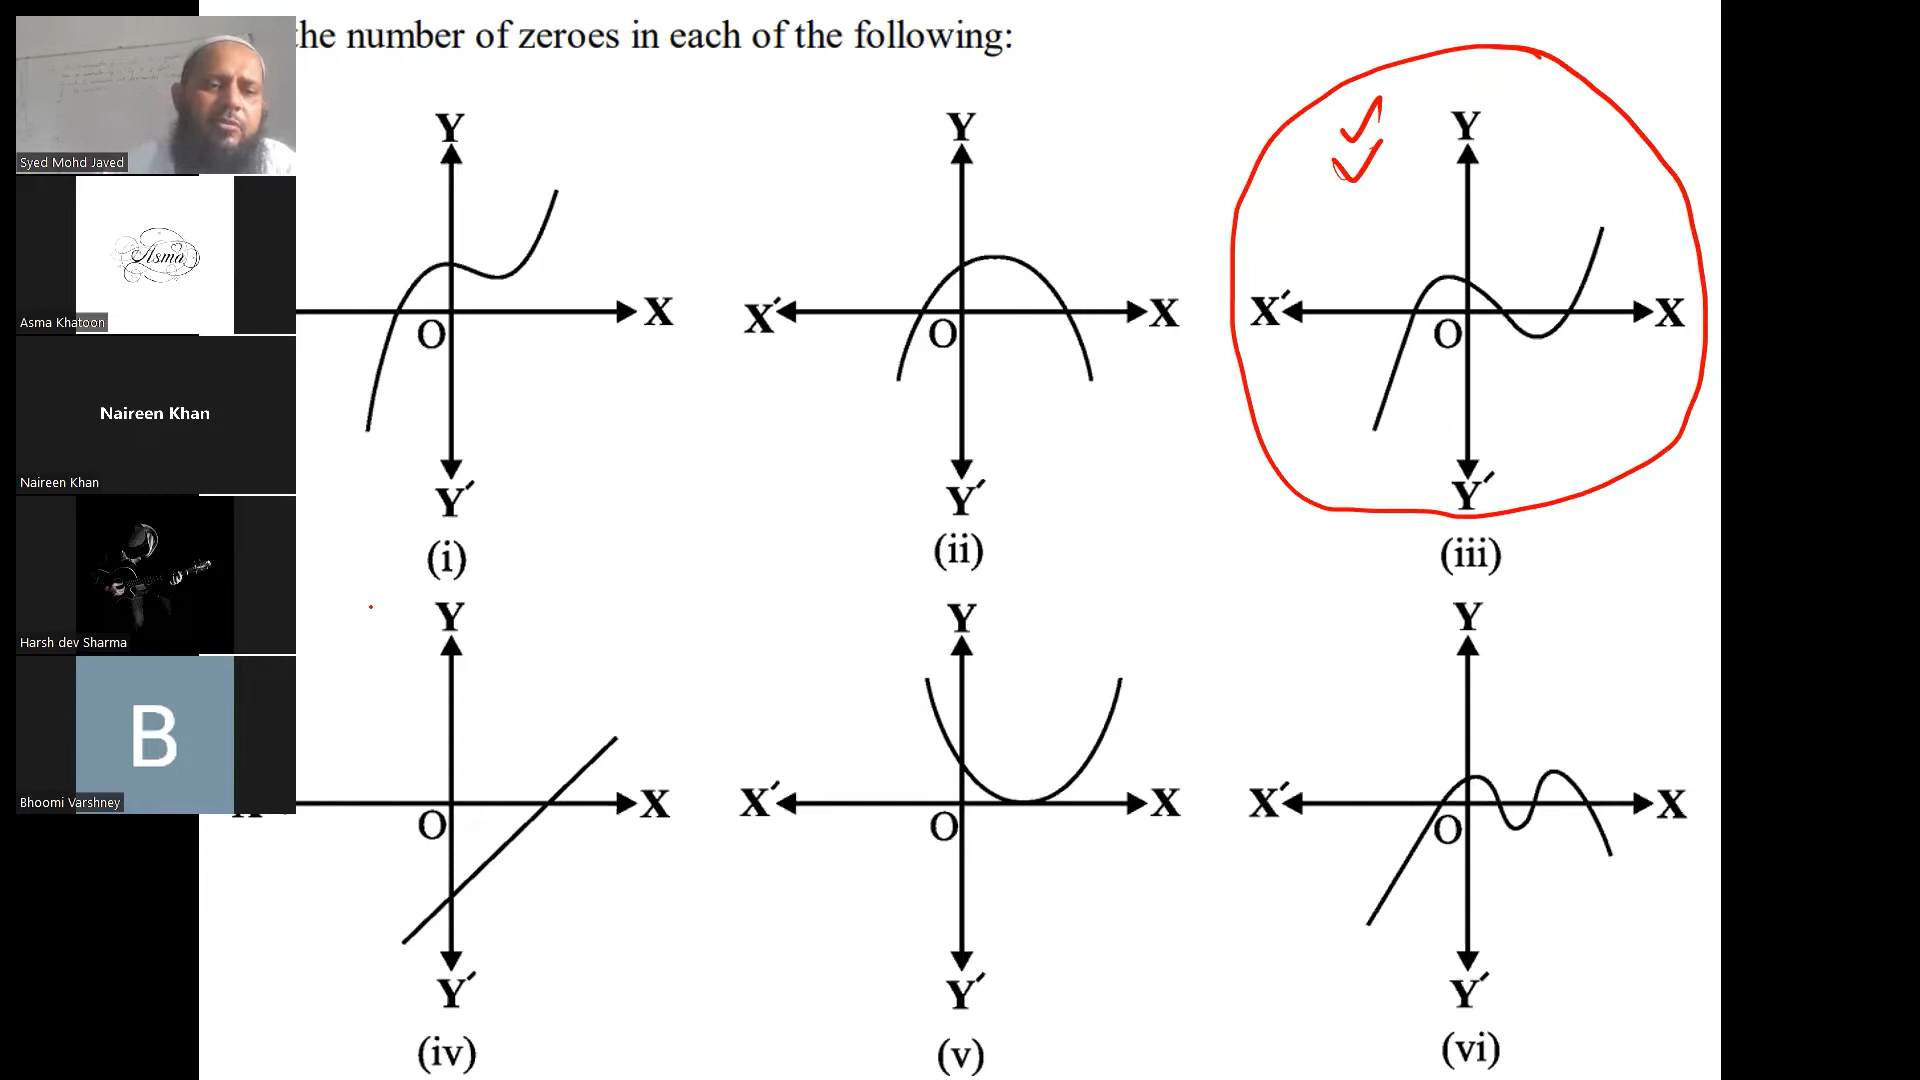 the number of zeroes in each of the following:
Syed Mohd Javed
Asma
Asma Khatoon
Naireen Khan
Naireen Khan
Harsh dev Sharma
B
Bhoomi Varshney
Y
X
O
Y′
(i)
Y
X′
X
O
Y′
(ii)
Y
X′
X
O
Y′
(iii)
Y
X
O
Y′
(iv)
Y
X′
X
O
Y′
(v)
Y
X′
X
O
Y′
(vi)